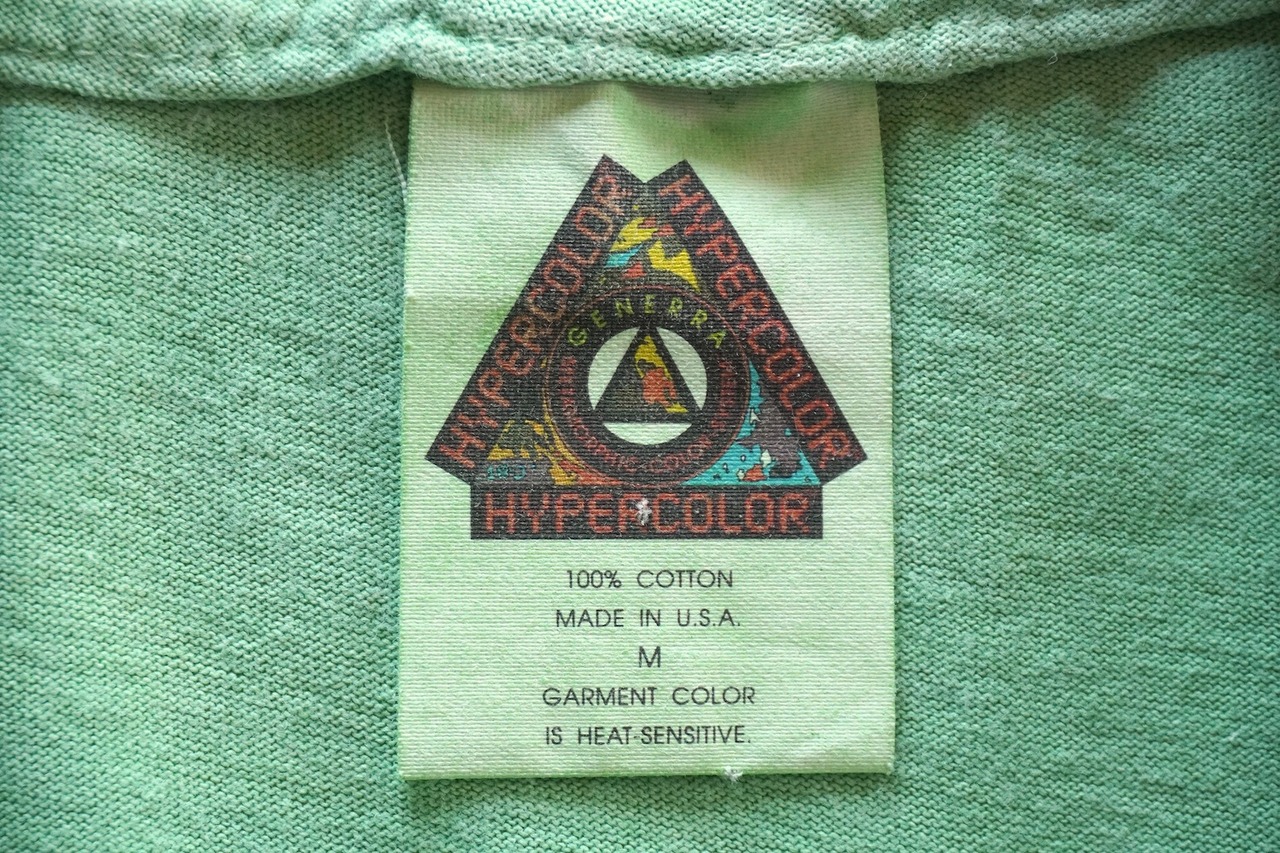 HYPERCOLOR
HYPERCOLOR
GENERRA
HYPERCOLOR
100% COTTON
MADE IN U.S.A.
M
GARMENT COLOR
IS HEAT-SENSITIVE.